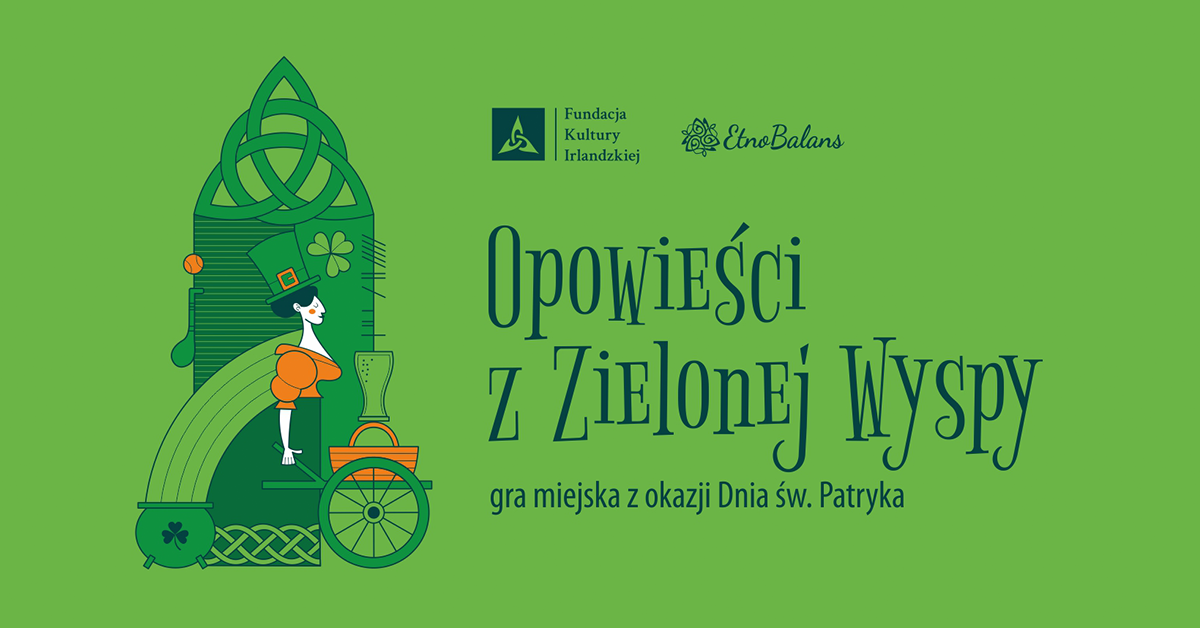 Fundacja
Kultury
Irlandzkiej
EtnoBalans
Opowieści
z Zielonej Wyspy
gra miejska z okazji Dnia św. Patryka